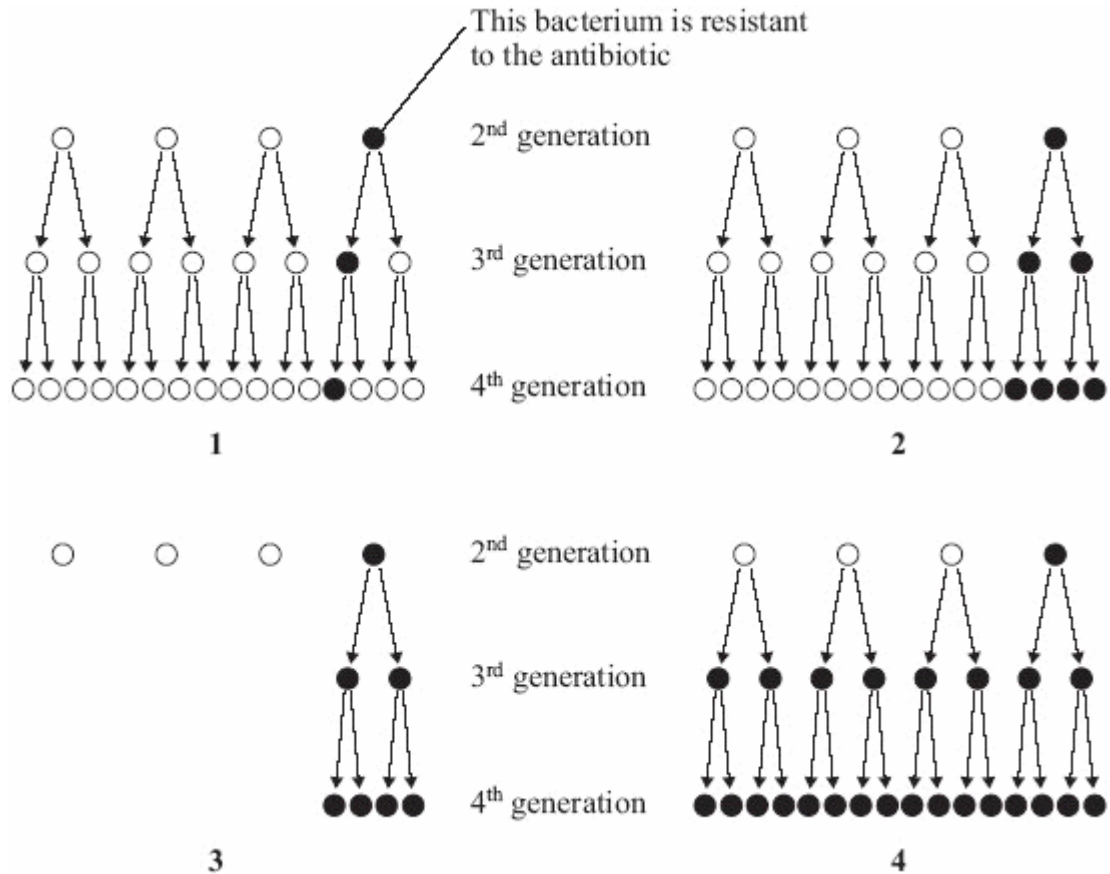 This bacterium is resistant
to the antibiotic
2nd generation
3rd generation
4th generation
1
2
2nd generation
3rd generation
4th generation
3
4